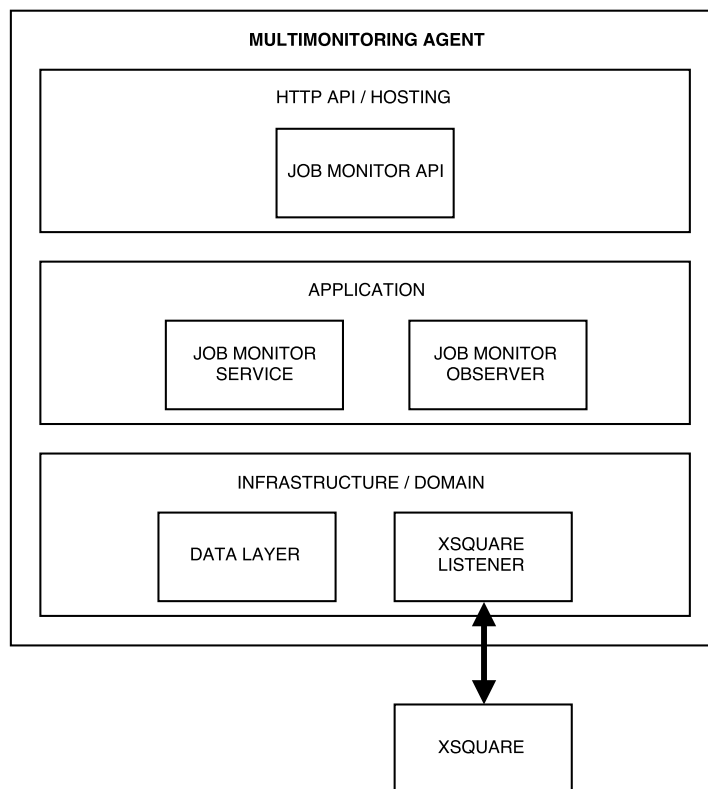 MULTIMONITORING AGENT
HTTP API / HOSTING
JOB MONITOR API
APPLICATION
JOB MONITOR
SERVICE
JOB MONITOR
OBSERVER
INFRASTRUCTURE / DOMAIN
DATA LAYER
XSQUARE
LISTENER
XSQUARE